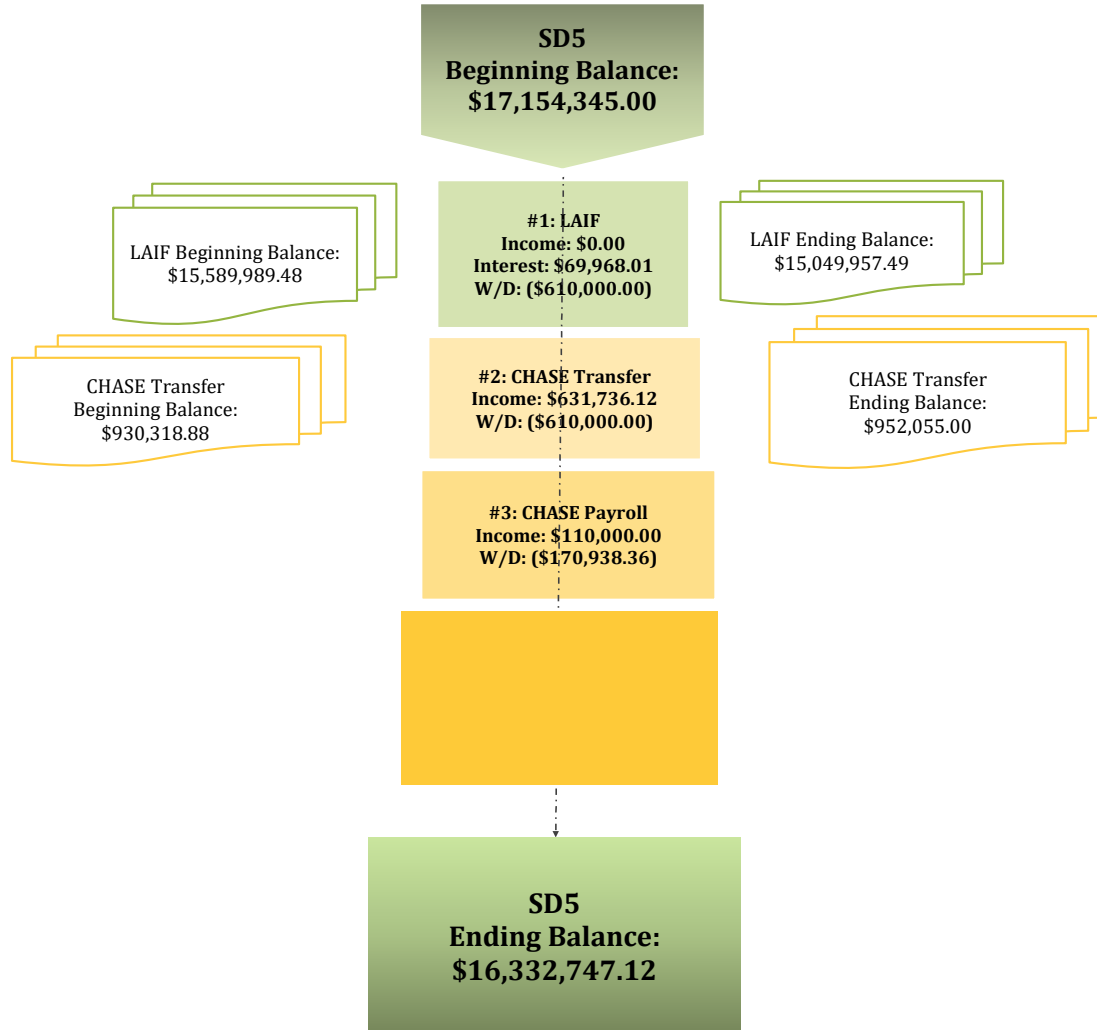 SD5
Beginning Balance:
$17,154,345.00
LAIF Beginning Balance:
$15,589,989.48
#1: LAIF
Income: $0.00
Interest: $69,968.01
W/D: ($610,000.00)
LAIF Ending Balance:
$15,049,957.49
CHASE Transfer
Beginning Balance:
$930,318.88
#2: CHASE Transfer
Income: $631,736.12
W/D: ($610,000.00)
CHASE Transfer
Ending Balance:
$952,055.00
#3: CHASE Payroll
Income: $110,000.00
W/D: ($170,938.36)
SD5
Ending Balance:
$16,332,747.12